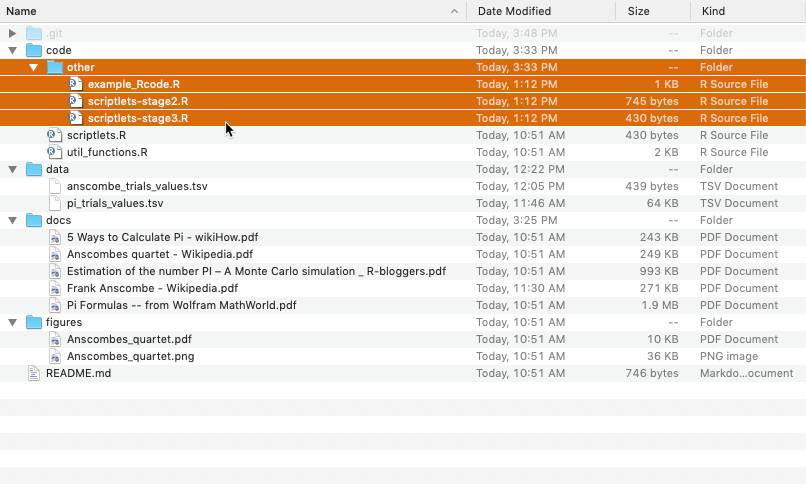 Name Date Modified Size Kind
.git Today, 3:48 PM -- Folder
code Today, 3:33 PM -- Folder
other Today, 3:33 PM -- Folder
example_Rcode.R Today, 1:12 PM 1 KB R Source File
scriptlets-stage2.R Today, 1:12 PM 745 bytes R Source File
scriptlets-stage3.R Today, 1:12 PM 430 bytes R Source File
scriptlets.R Today, 10:51 AM 430 bytes R Source File
util_functions.R Today, 10:51 AM 2 KB R Source File
data Today, 12:22 PM -- Folder
anscombe_trials_values.tsv Today, 12:05 PM 439 bytes TSV Document
pi_trials_values.tsv Today, 11:46 AM 64 KB TSV Document
docs Today, 3:25 PM -- Folder
5 Ways to Calculate Pi - wikiHow.pdf Today, 10:51 AM 243 KB PDF Document
Anscombes quartet - Wikipedia.pdf Today, 10:51 AM 249 KB PDF Document
Estimation of the number PI – A Monte Carlo simulation _ R-bloggers.pdf Today, 10:51 AM 993 KB PDF Document
Frank Anscombe - Wikipedia.pdf Today, 11:30 AM 271 KB PDF Document
Pi Formulas -- from Wolfram MathWorld.pdf Today, 10:51 AM 1.9 MB PDF Document
figures Today, 10:51 AM -- Folder
Anscombes_quartet.pdf Today, 10:51 AM 10 KB PDF Document
Anscombes_quartet.png Today, 10:51 AM 36 KB PNG image
README.md Today, 10:51 AM 746 bytes Markdo...ocument